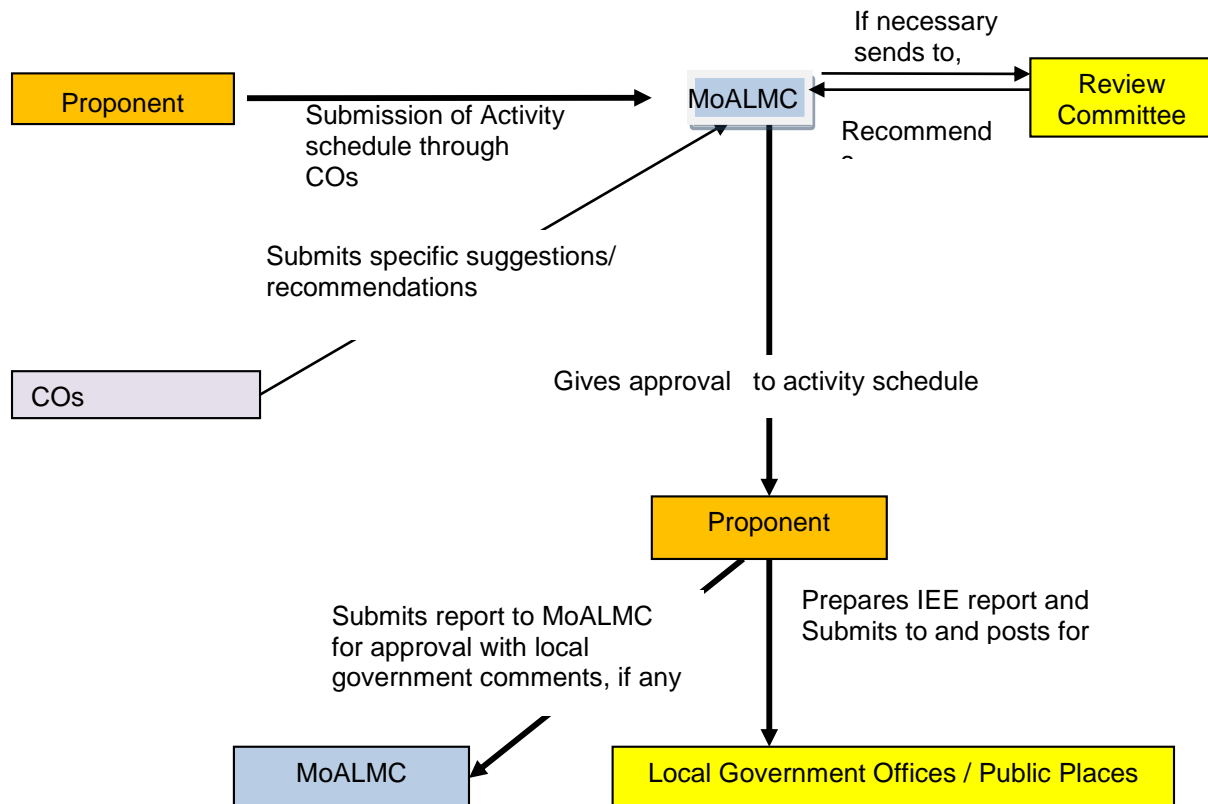 If necessary
sends to,
Proponent
MoALMC
Review
Committee
Submission of Activity
schedule through
COs
Recommend
Submits specific suggestions/
recommendations
COs
Gives approval to activity schedule
Proponent
Submits report to MoALMC
for approval with local
government comments, if any
Prepares IEE report and
Submits to and posts for
MoALMC
Local Government Offices / Public Places